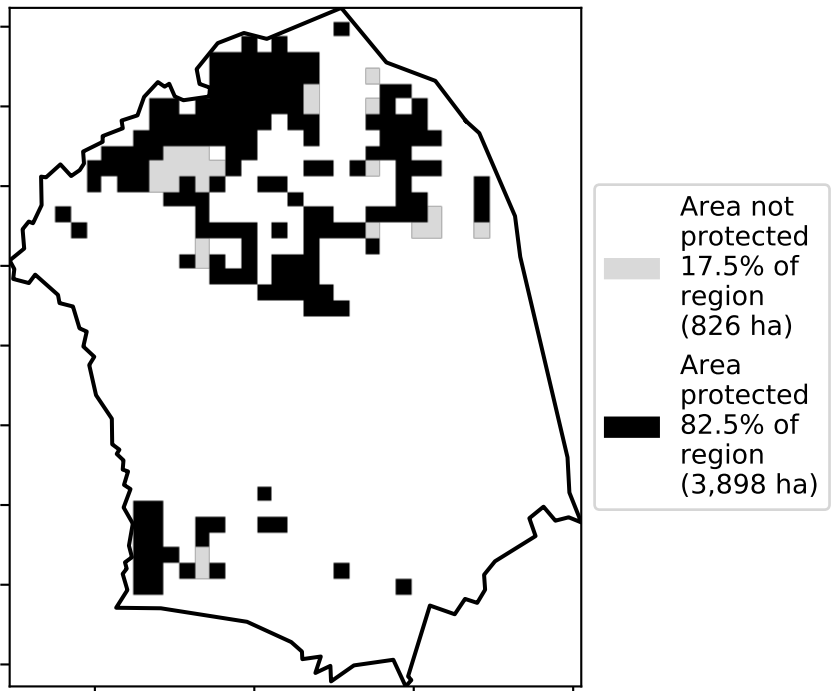 Area not
protected
17.5% of
region
(826 ha)
Area
protected
82.5% of
region
(3,898 ha)